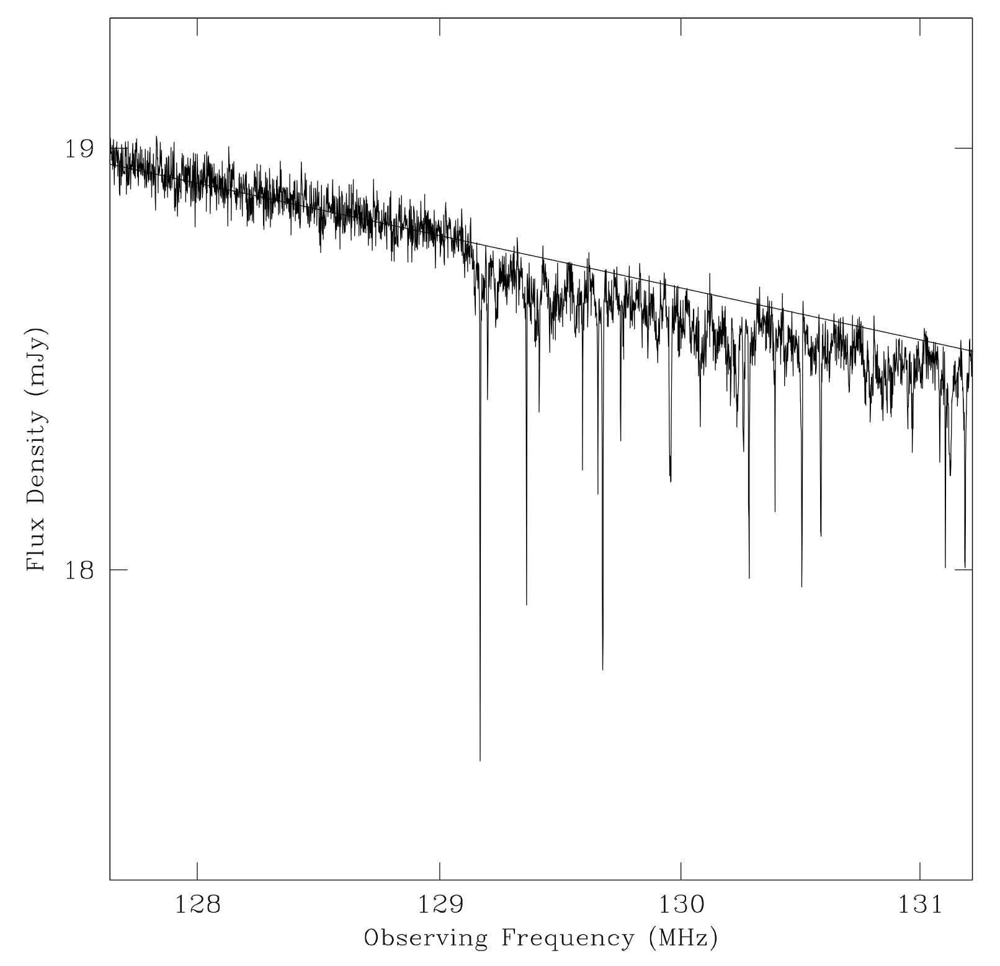 19
18
Flux Density (mJy)
128 129 130 131
Observing Frequency (MHz)